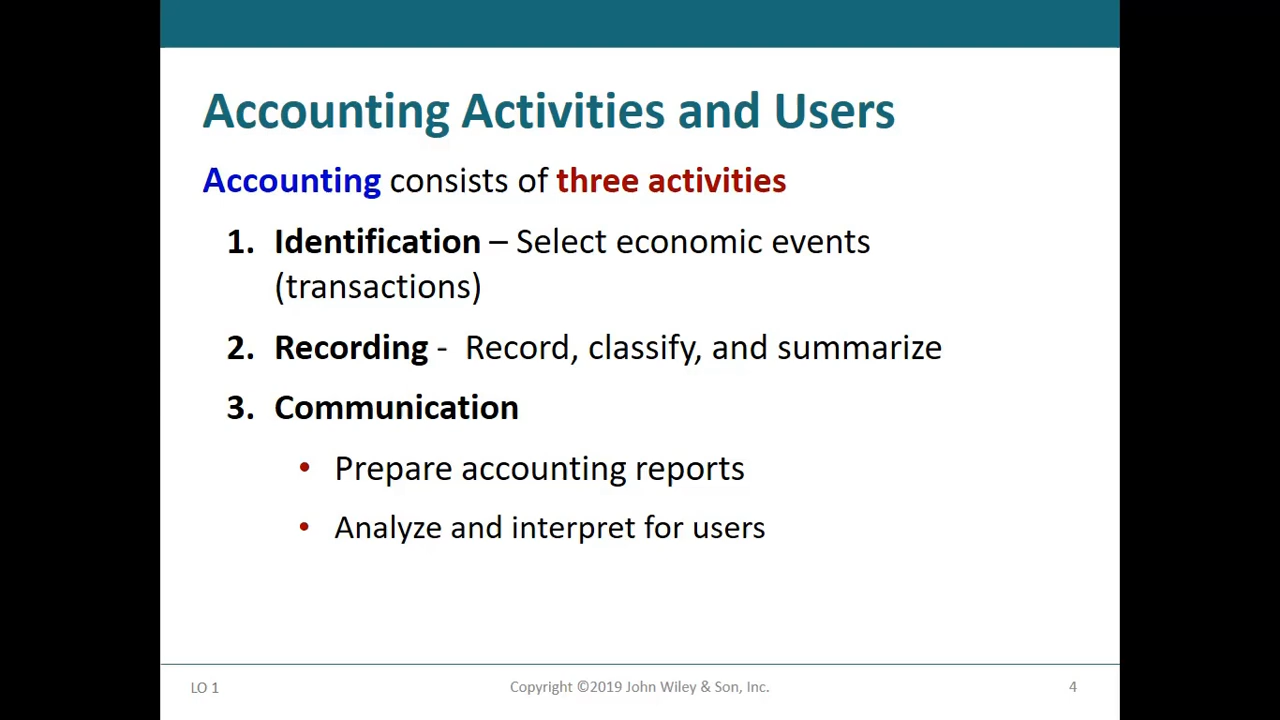 Accounting Activities and Users
Accounting consists of three activities
1. Identification – Select economic events
(transactions)
2. Recording - Record, classify, and summarize
3. Communication
• Prepare accounting reports
• Analyze and interpret for users
LO 1
Copyright ©2019 John Wiley & Son, Inc.
4